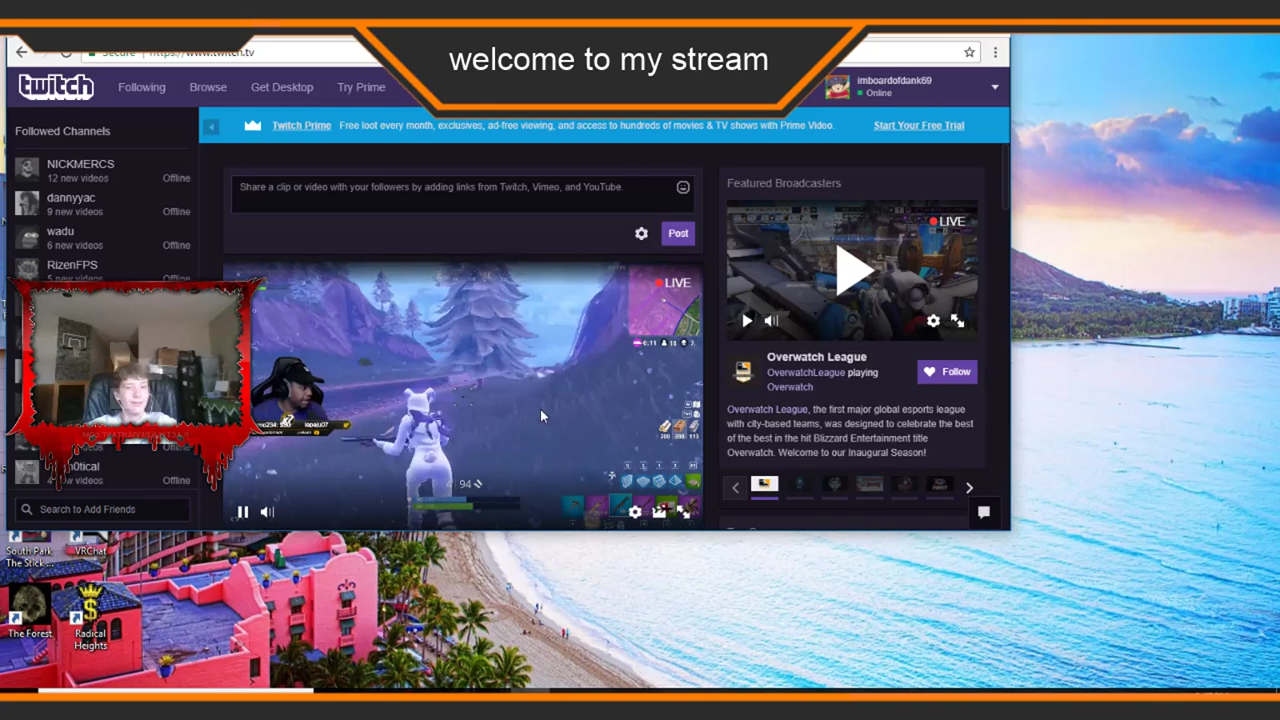 welcome to my stream
Secure
https://www.twitch.tv
twitch
Following
Browse
Get Desktop
Try Prime
imboardofdank69
Online
Twitch Prime
Free loot every month, exclusives, ad-free viewing, and access to hundreds of movies & TV shows with Prime Video.
Start Your Free Trial
Followed Channels
NICKMERCS
12 new videos
Offline
dannyyac
9 new videos
Offline
wadu
6 new videos
Offline
RizenFPS
5 new videos
Offline
Offline
videos
Offline
Search to Add Friends
Share a clip or video with your followers by adding links from Twitch, Vimeo, and YouTube.
Post
LIVE
94
Featured Broadcasters
LIVE
Overwatch League
OverwatchLeague playing
Overwatch
Follow
Overwatch League, the first major global esports league
with city-based teams, was designed to celebrate the
best of the best in the hit Blizzard Entertainment title
Overwatch. Welcome to our Inaugural Season!
South Park
The Stick ...
VRChat
The Forest
Radical
Heights